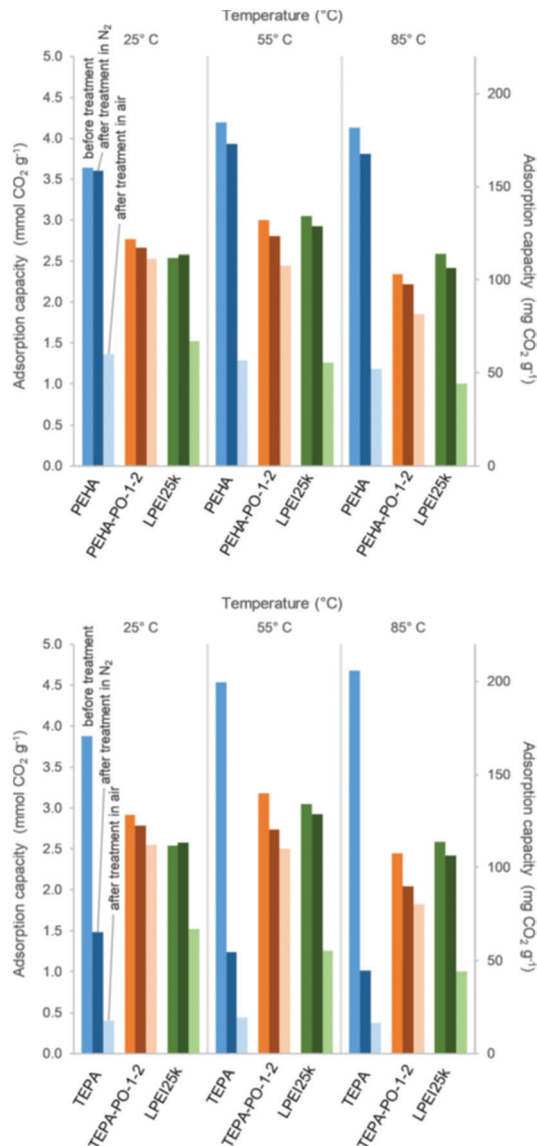 Temperature (°C)
25° C 55° C 85° C
Adsorption capacity (mmol CO2 g-1)
5.0
4.5
4.0
3.5
3.0
2.5
2.0
1.5
1.0
0.5
0.0
before treatment
after treatment in N2
after treatment in air
200
150
100
50
0
Adsorption capacity (mg CO2 g-1)
PEHA PEHA-PO-1-2 LPEI25k PEHA PEHA-PO-1-2 LPEI25k PEHA PEHA-PO-1-2 LPEI25k
Temperature (°C)
25° C 55° C 85° C
Adsorption capacity (mmol CO2 g-1)
5.0
4.5
4.0
3.5
3.0
2.5
2.0
1.5
1.0
0.5
0.0
before treatment
after treatment in N2
after treatment in air
200
150
100
50
0
Adsorption capacity (mg CO2 g-1)
TEPA TEPA-PO-1-2 LPEI25k TEPA TEPA-PO-1-2 LPEI25k TEPA TEPA-PO-1-2 LPEI25k